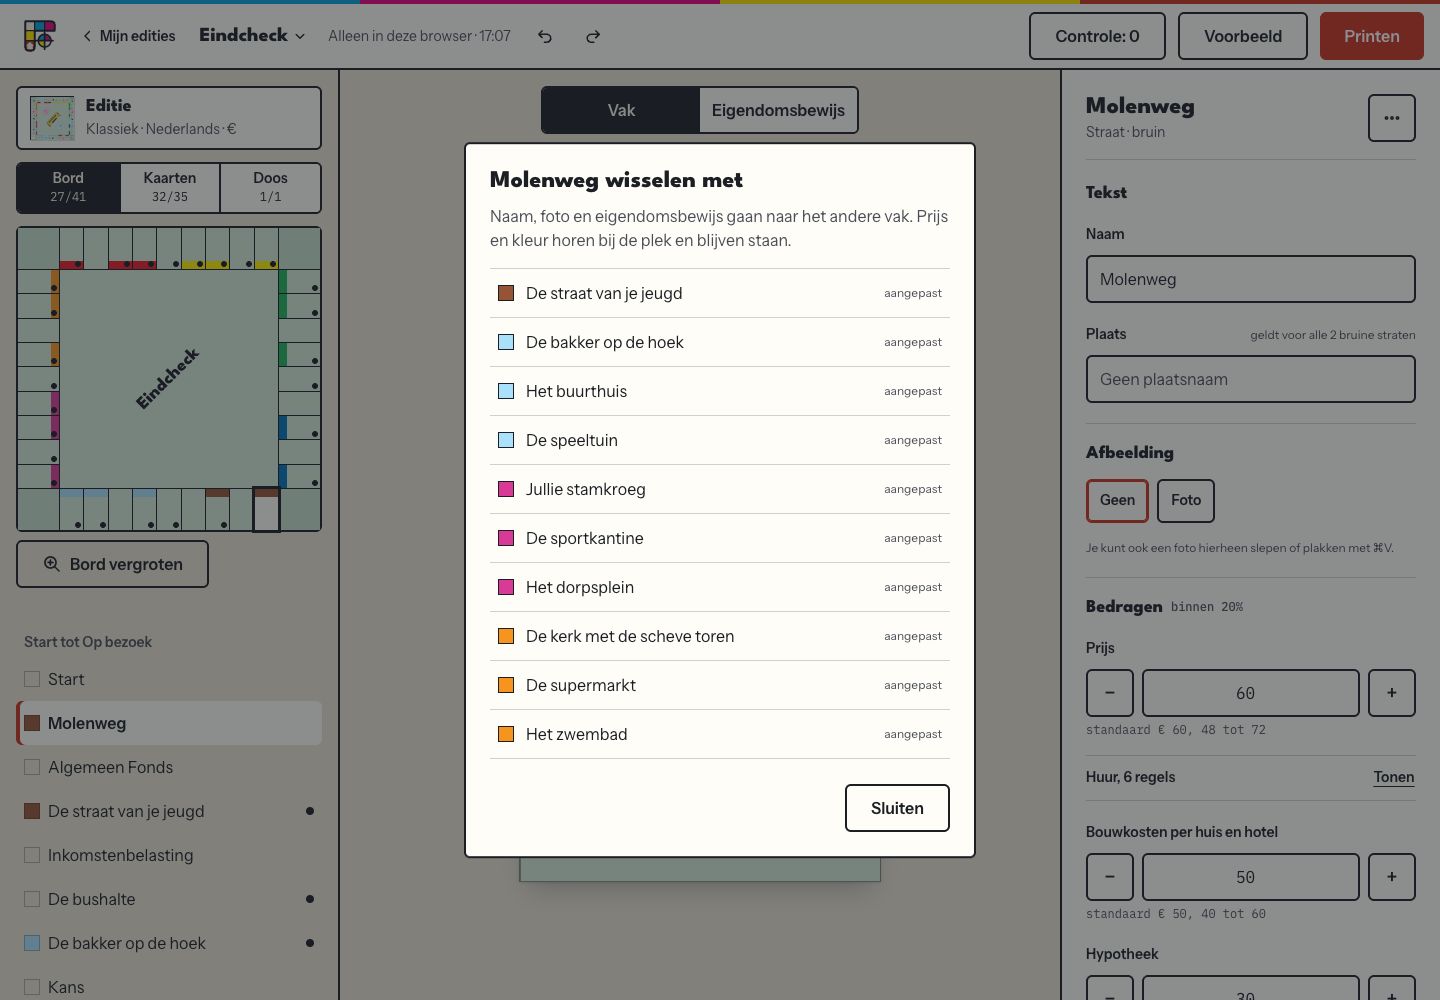 Mijn edities
Eindcheck
Alleen in deze browser · 17:07
Controle: 0
Voorbeeld
Printen
Editie
Klassiek · Nederlands · €
Bord
27/41
Kaarten
32/35
Doos
1/1
Eindcheck
Bord vergroten
Start tot Op bezoek
Start
Molenweg
Algemeen Fonds
De straat van je jeugd
Inkomstenbelasting
De bushalte
De bakker op de hoek
Kans
Vak
Eigendomsbewijs
Molenweg wisselen met
Naam, foto en eigendomsbewijs gaan naar het andere vak. Prijs
en kleur horen bij de plek en blijven staan.
De straat van je jeugd aangepast
De bakker op de hoek aangepast
Het buurthuis aangepast
De speeltuin aangepast
Jullie stamkroeg aangepast
De sportkantine aangepast
Het dorpsplein aangepast
De kerk met de scheve toren aangepast
De supermarkt aangepast
Het zwembad aangepast
Sluiten
Molenweg
Straat · bruin
Tekst
Naam
Molenweg
Plaats geldt voor alle 2 bruine straten
Geen plaatsnaam
Afbeelding
Geen
Foto
Je kunt ook een foto hierheen slepen of plakken met ⌘V.
Bedragen binnen 20%
Prijs
− 60 +
standaard € 60, 48 tot 72
Huur, 6 regels Tonen
Bouwkosten per huis en hotel
− 50 +
standaard € 50, 40 tot 60
Hypotheek
− 30 +